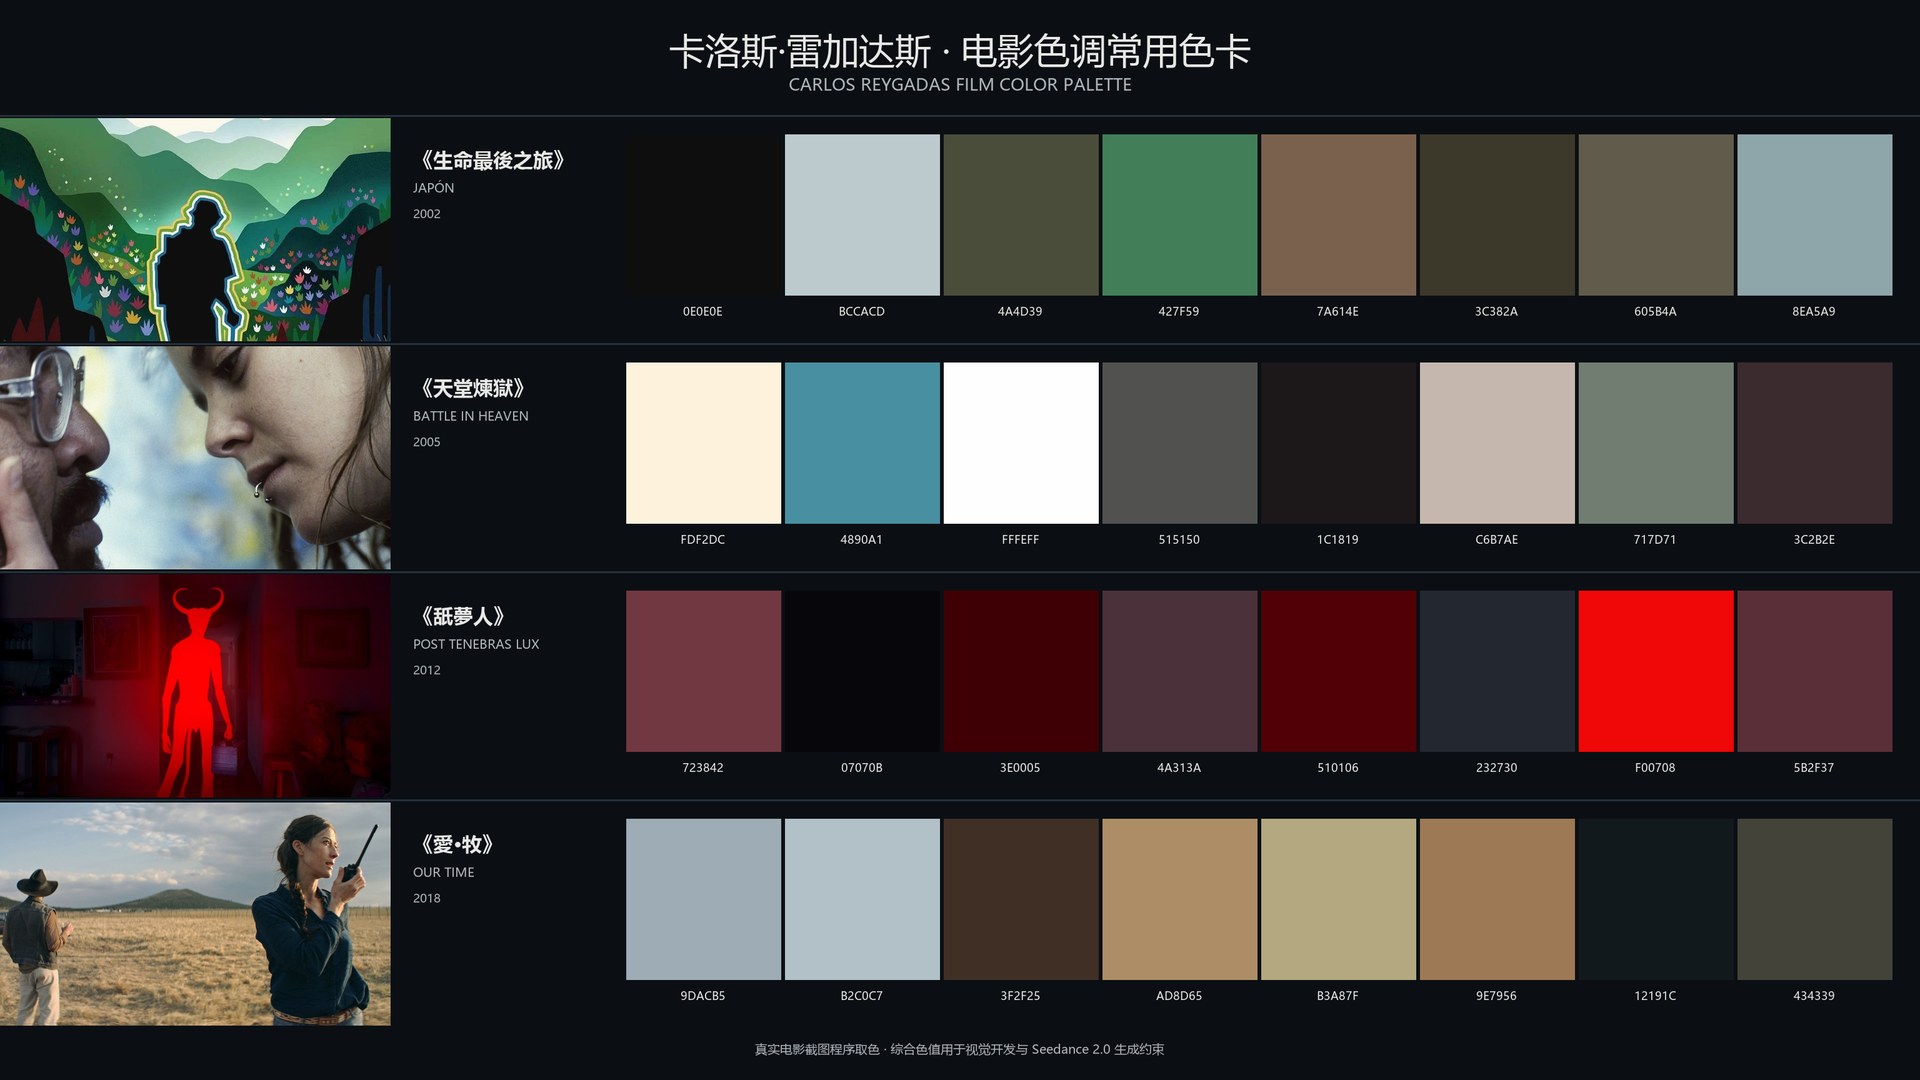 卡洛斯·雷加达斯 · 电影色调常用色卡
CARLOS REYGADAS FILM COLOR PALETTE
《生命最後之旅》
JAPÓN
2002
0E0E0E BCCACD 4A4D39 427F59 7A614E 3C382A 605B4A 8EA5A9
《天堂煉獄》
BATTLE IN HEAVEN
2005
FDF2DC 4890A1 FFFEFF 515150 1C1819 C6B7AE 717D71 3C2B2E
《舐夢人》
POST TENEBRAS LUX
2012
723842 07070B 3E0005 4A313A 510106 232730 F00708 5B2F37
《愛·牧》
OUR TIME
2018
9DACB5 B2C0C7 3F2F25 AD8D65 B3A87F 9E7956 12191C 434339
真实电影截图程序取色 · 综合色值用于视觉开发与 Seedance 2.0 生成约束